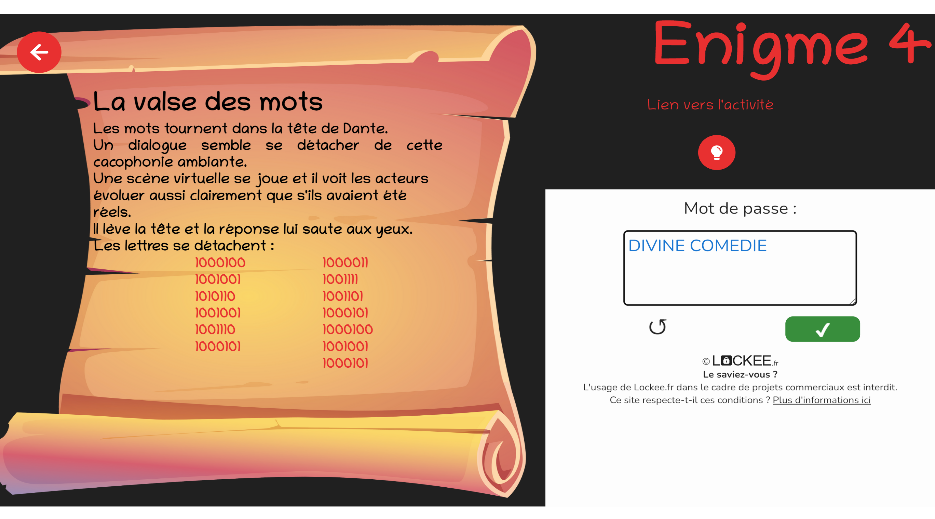 Enigme 4
Lien vers l'activité
La valse des mots
Les mots tournent dans la tête de Dante.
Un dialogue semble se détacher de cette
cacophonie ambiante.
Une scène virtuelle se joue et il voit les acteurs
évoluer aussi clairement que s'ils avaient été
réels.
Il lève la tête et la réponse lui saute aux yeux.
Les lettres se détachent :
1000100
1001001
1010110
1001001
1001110
1000101
1000011
1001111
1001101
1000101
1000100
1001001
1000101
Mot de passe :
DIVINE COMEDIE
© LOCKEE.fr
Le saviez-vous ?
L'usage de Lockee.fr dans le cadre de projets commerciaux est interdit.
Ce site respecte-t-il ces conditions ? Plus d'informations ici